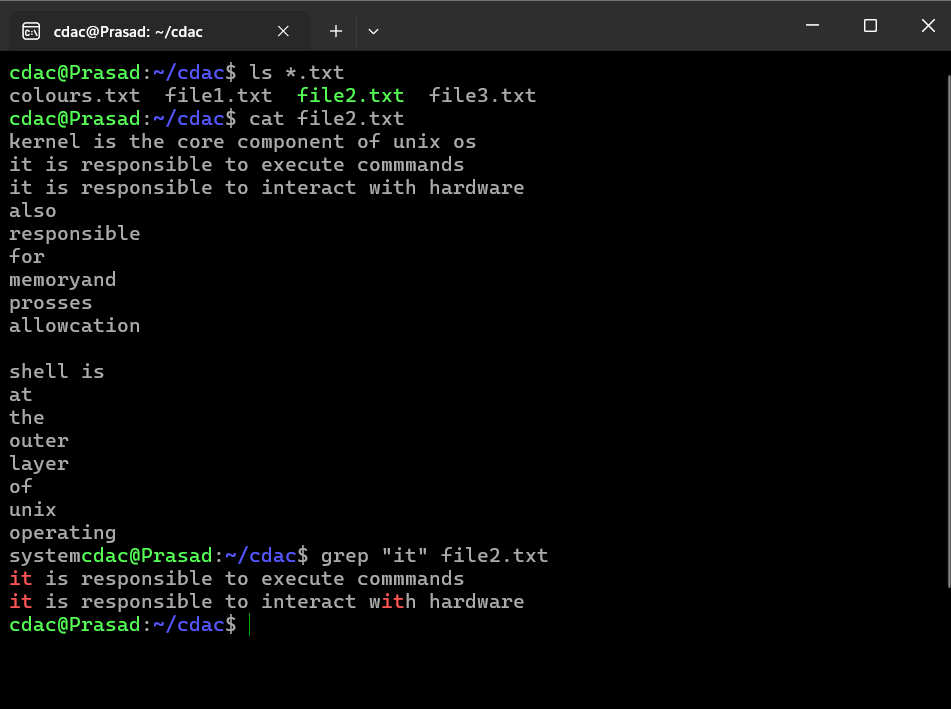 cdac@Prasad: ~/cdac
cdac@Prasad:~/cdac$ ls *.txt
colours.txt  file1.txt  file2.txt  file3.txt
cdac@Prasad:~/cdac$ cat file2.txt
kernel is the core component of unix os
it is responsible to execute commmands
it is responsible to interact with hardware
also
responsible
for
memoryand
prosses
allowcation

shell is
at
the
outer
layer
of
unix
operating
systemcdac@Prasad:~/cdac$ grep "it" file2.txt
it is responsible to execute commmands
it is responsible to interact with hardware
cdac@Prasad:~/cdac$